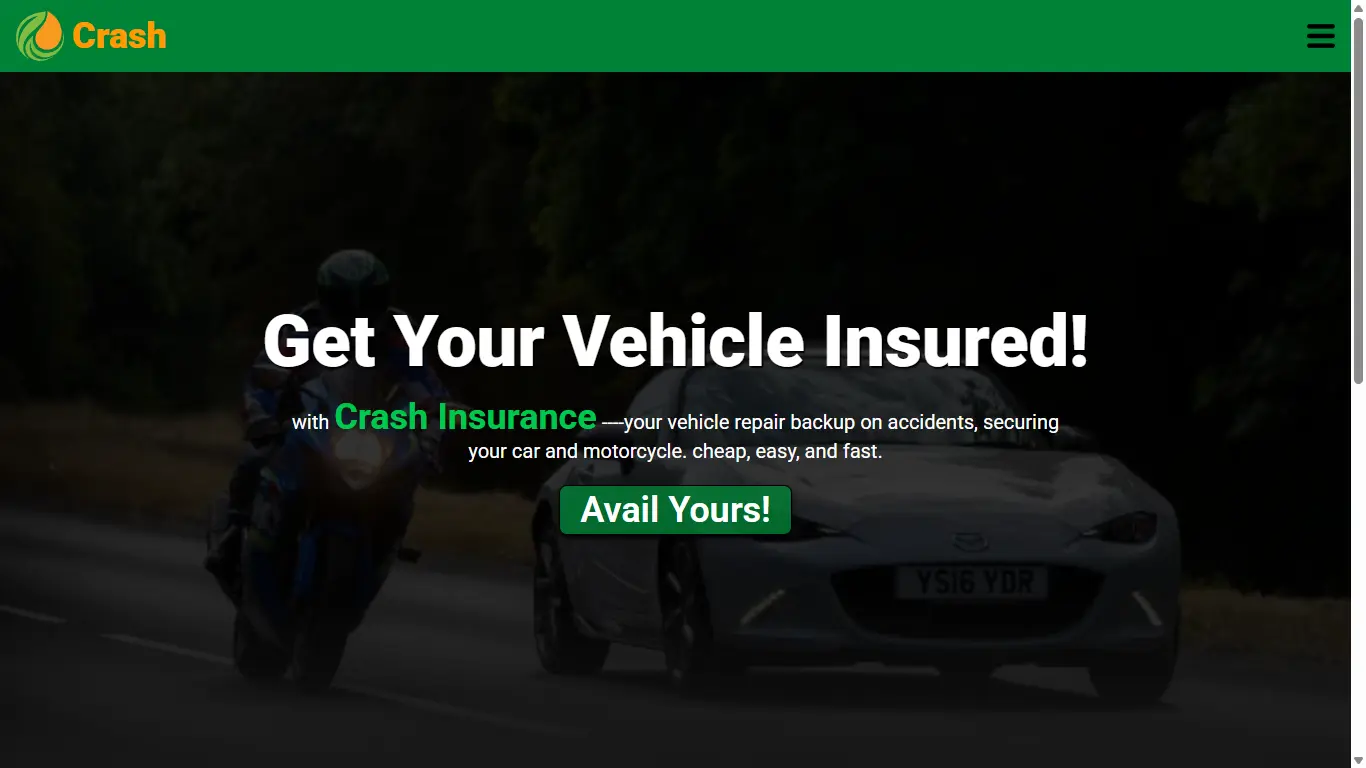 Crash
Get Your Vehicle Insured!
with Crash Insurance ----your vehicle repair backup on accidents, securing
your car and motorcycle. cheap, easy, and fast.
Avail Yours!
YS16 YDR